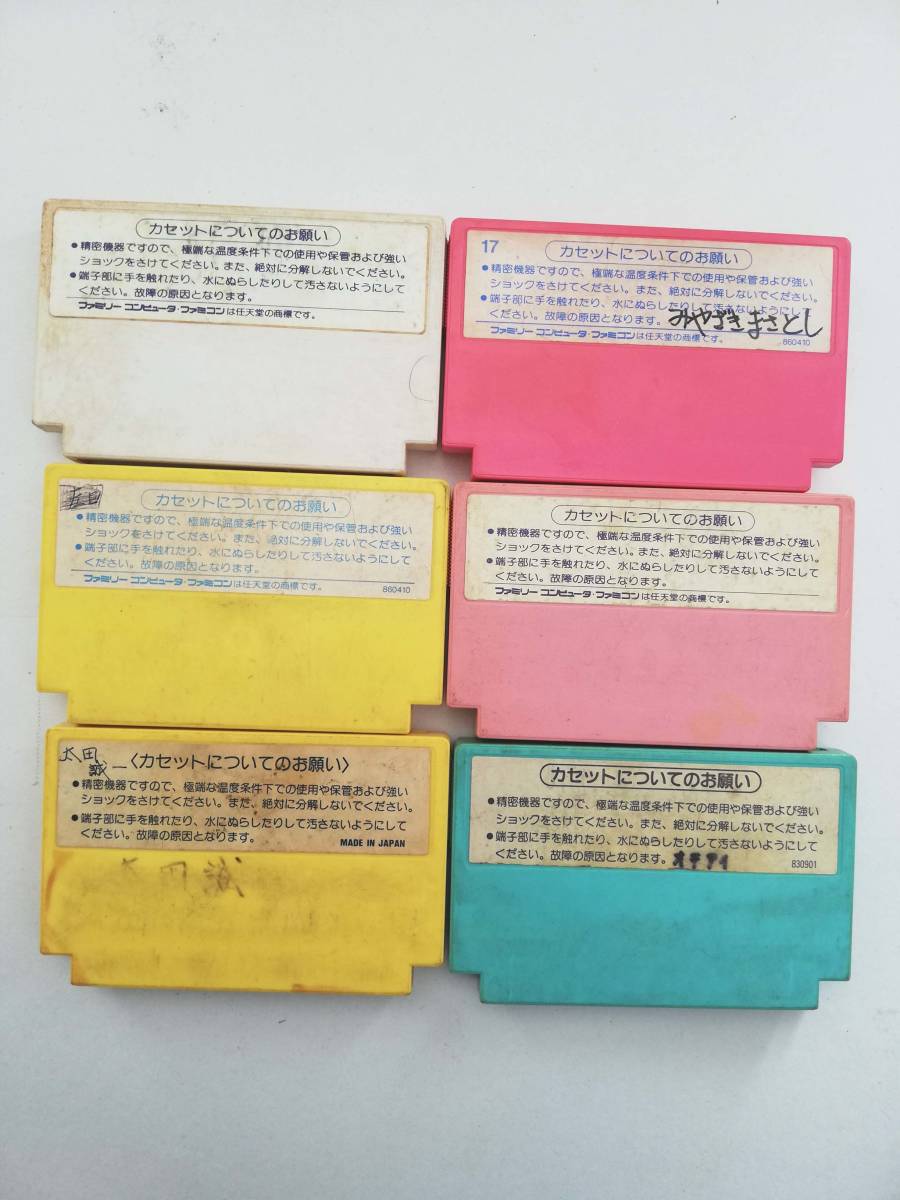 カセットについてのお願い
●精密機器ですので、極端な温度条件下での使用や保管および強い
ショックをさけてください。また、絶対に分解しないでください。
●端子部に手を触れたり、水にぬらしたりして汚さないようにして
ください。故障の原因となります。
ファミリー コンピュータ・ファミコンは任天堂の商標です。
17
カセットについてのお願い
●精密機器ですので、極端な温度条件下での使用や保管および強い
ショックをさけてください。また、絶対に分解しないでください。
●端子部に手を触れたり、水にぬらしたりして汚さないようにして
ください。故障の原因となります。
みやざきまさとし
ファミリー コンピュータ・ファミコンは任天堂の商標です。
860410
カセットについてのお願い
●精密機器ですので、極端な温度条件下での使用や保管および強い
ショックをさけてください。また、絶対に分解しないでください。
●端子部に手を触れたり、水にぬらしたりして汚さないようにして
ください。故障の原因となります。
ファミリー コンピュータ・ファミコンは任天堂の商標です。
860410
カセットについてのお願い
●精密機器ですので、極端な温度条件下での使用や保管および強い
ショックをさけてください。また、絶対に分解しないでください。
●端子部に手を触れたり、水にぬらしたりして汚さないようにして
ください。故障の原因となります。
ファミリー コンピュータ・ファミコンは任天堂の商標です。
太田
誠一
〈カセットについてのお願い〉
●精密機器ですので、極端な温度条件下での使用や保管および強い
ショックをさけてください。また、絶対に分解しないでください。
●端子部に手を触れたり、水にぬらしたりして汚さないようにして
ください。故障の原因となります。
MADE IN JAPAN
カセットについてのお願い
●精密機器ですので、極端な温度条件下での使用や保管および強い
ショックをさけてください。また、絶対に分解しないでください。
●端子部に手を触れたり、水にぬらしたりして汚さないようにして
ください。故障の原因となります。
830901